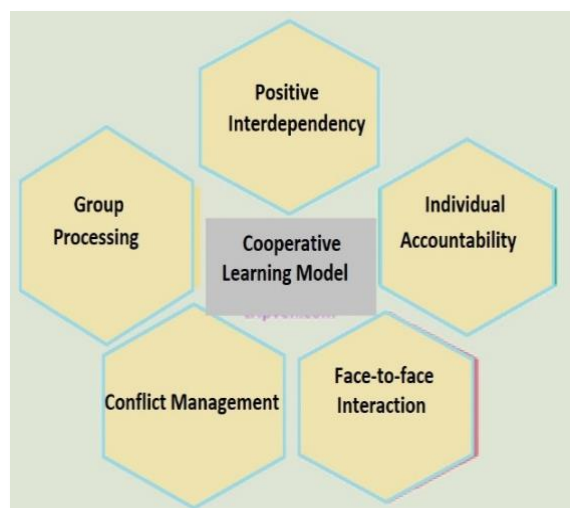 Positive
Interdependency
Group
Processing
Individual
Accountability
Cooperative
Learning Model
Conflict Management
Face-to-face
Interaction